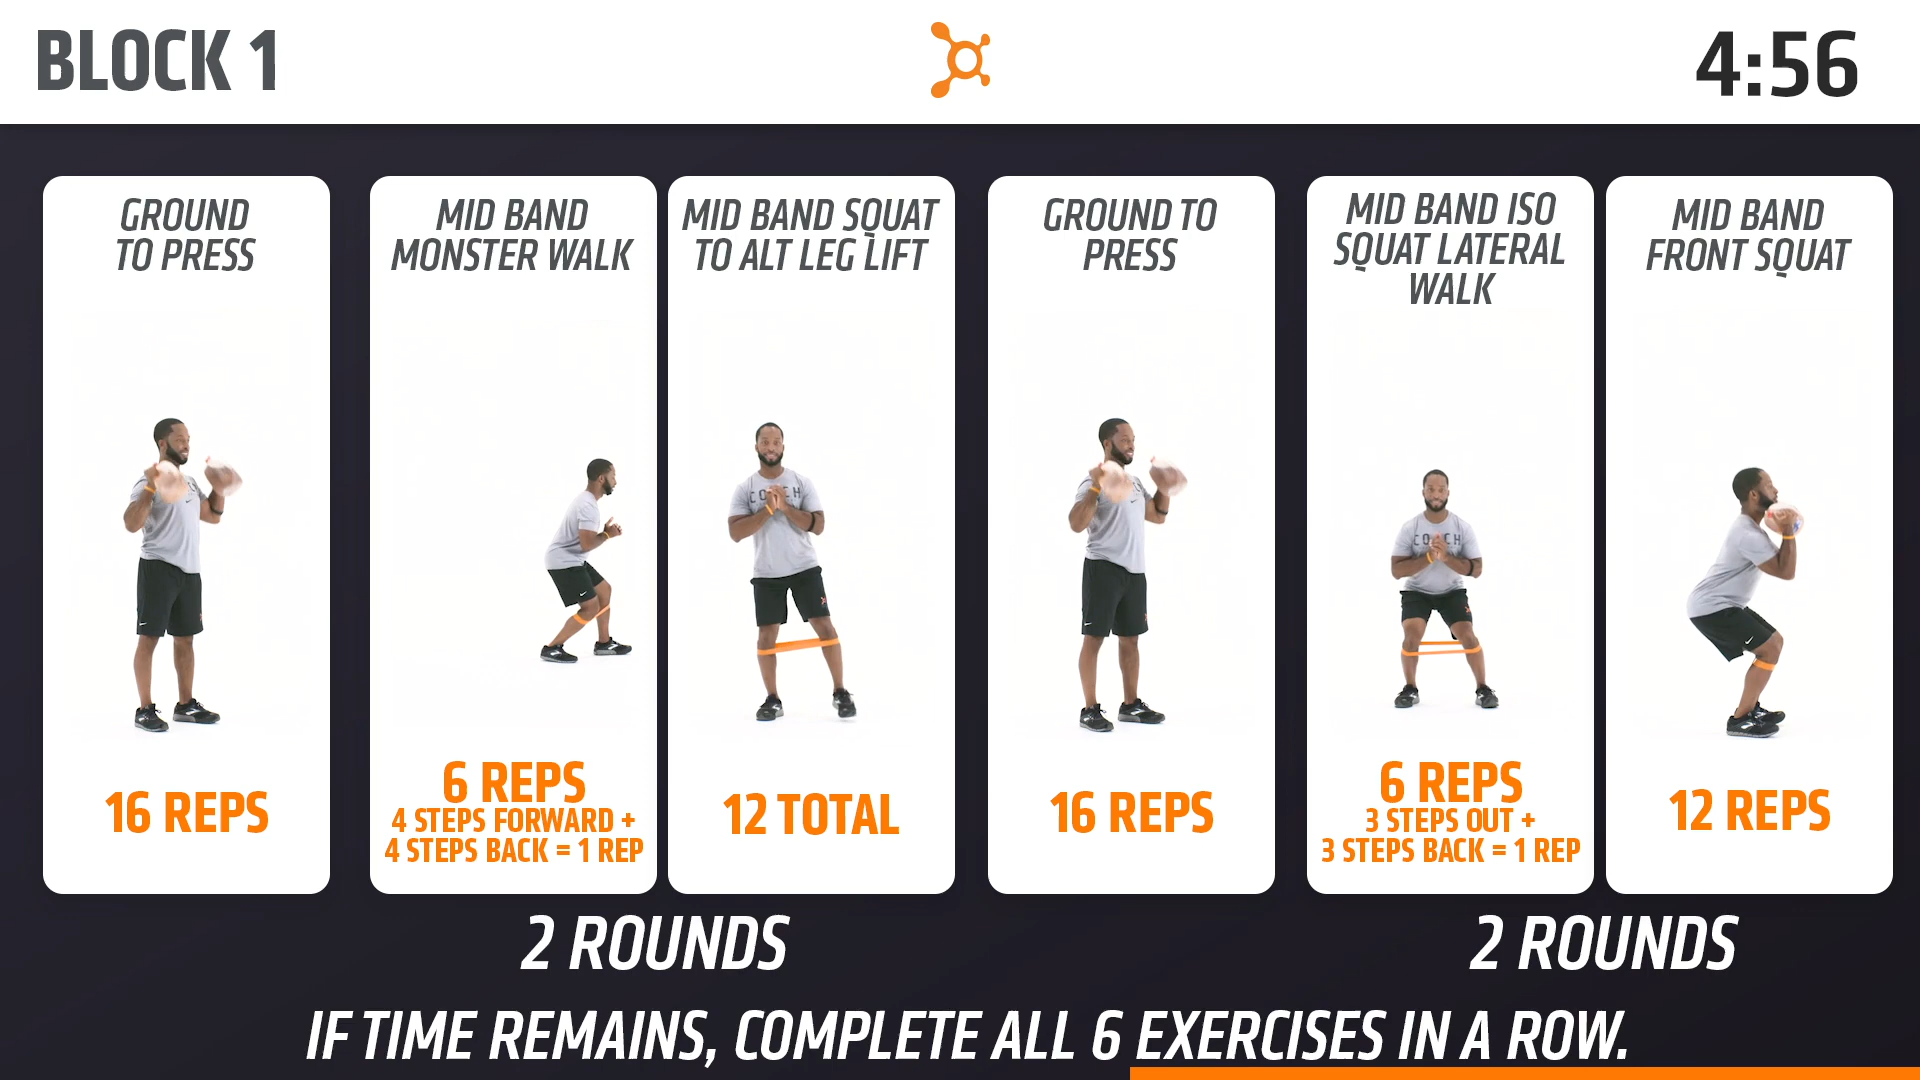 BLOCK 1
4:56
GROUND
TO PRESS
16 REPS
MID BAND
MONSTER WALK
6 REPS
4 STEPS FORWARD +
4 STEPS BACK = 1 REP
MID BAND SQUAT
TO ALT LEG LIFT
COACH
12 TOTAL
2 ROUNDS
GROUND TO
PRESS
16 REPS
MID BAND ISO
SQUAT LATERAL
WALK
COACH
6 REPS
3 STEPS OUT +
3 STEPS BACK = 1 REP
MID BAND
FRONT SQUAT
12 REPS
2 ROUNDS
IF TIME REMAINS, COMPLETE ALL 6 EXERCISES IN A ROW.